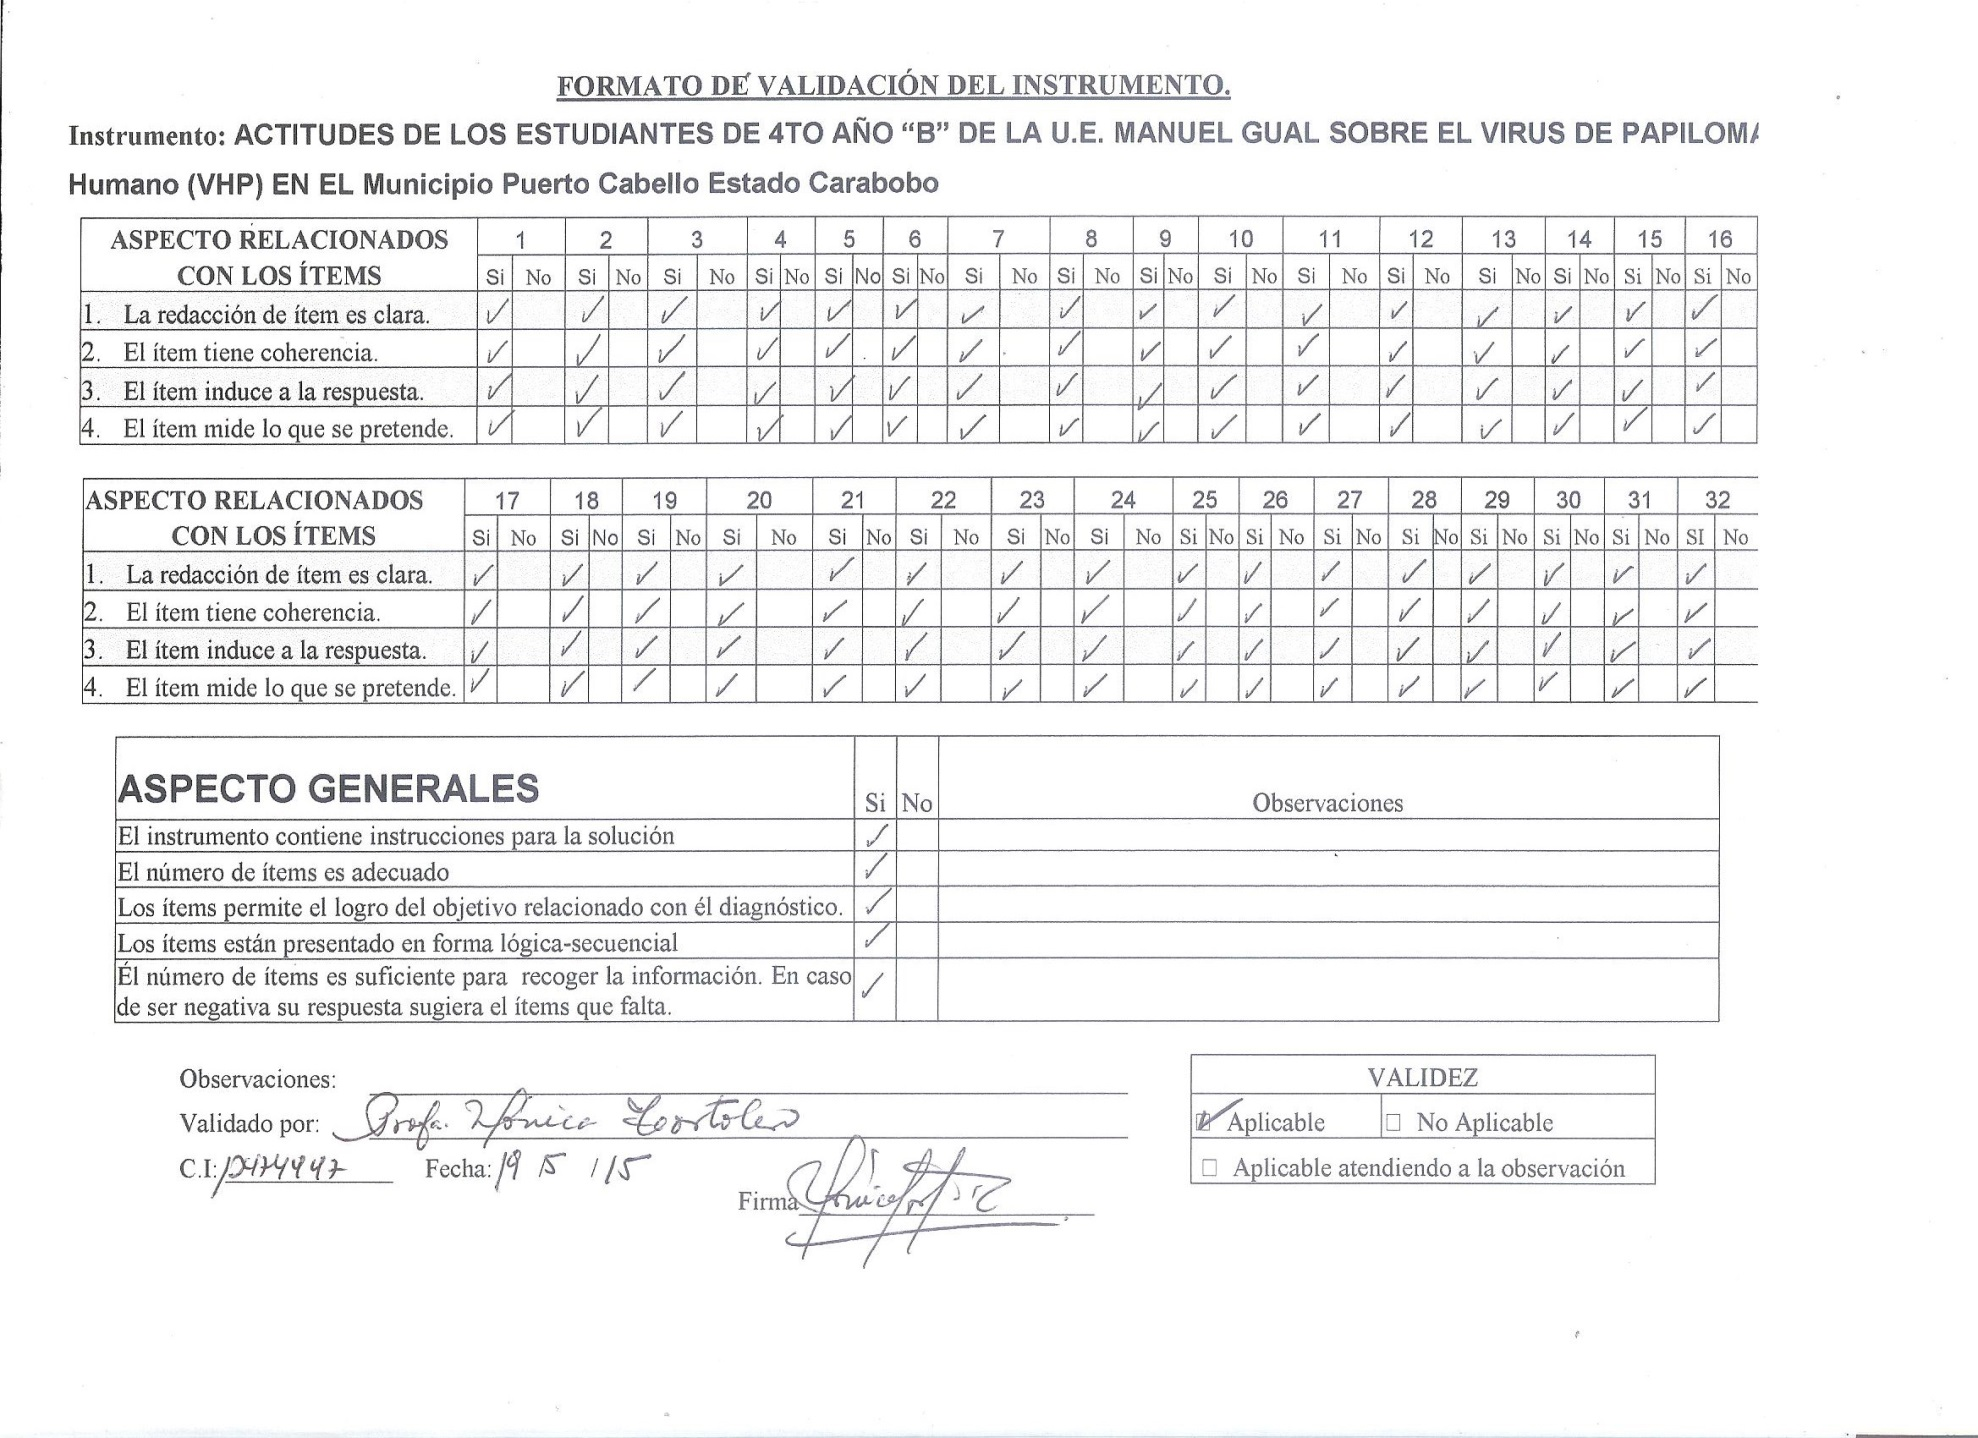 FORMATO DE VALIDACIÓN DEL INSTRUMENTO.
Instrumento: ACTITUDES DE LOS ESTUDIANTES DE 4TO AÑO “B” DE LA U.E. MANUEL GUAL SOBRE EL VIRUS DE PAPILOMA
Humano (VHP) EN EL Municipio Puerto Cabello Estado Carabobo
ASPECTO RELACIONADOS CON LOS ÍTEMS 1 2 3 4 5 6 7 8 9 10 11 12 13 14 15 16
Si No Si No Si No Si No Si No Si No Si No Si No Si No Si No Si No Si No Si No Si No Si No Si No
1. La redacción de ítem es clara. ✓ ✓ ✓ ✓ ✓ ✓ ✓ ✓ ✓ ✓ ✓ ✓ ✓ ✓ ✓ ✓
2. El ítem tiene coherencia. ✓ ✓ ✓ ✓ ✓ ✓ ✓ ✓ ✓ ✓ ✓ ✓ ✓ ✓ ✓ ✓
3. El ítem induce a la respuesta. ✓ ✓ ✓ ✓ ✓ ✓ ✓ ✓ ✓ ✓ ✓ ✓ ✓ ✓ ✓ ✓
4. El ítem mide lo que se pretende. ✓ ✓ ✓ ✓ ✓ ✓ ✓ ✓ ✓ ✓ ✓ ✓ ✓ ✓ ✓ ✓
ASPECTO RELACIONADOS CON LOS ÍTEMS 17 18 19 20 21 22 23 24 25 26 27 28 29 30 31 32
Si No Si No Si No Si No Si No Si No Si No Si No Si No Si No Si No Si No Si No Si No Si No SI No
1. La redacción de ítem es clara. ✓ ✓ ✓ ✓ ✓ ✓ ✓ ✓ ✓ ✓ ✓ ✓ ✓ ✓ ✓ ✓
2. El ítem tiene coherencia. ✓ ✓ ✓ ✓ ✓ ✓ ✓ ✓ ✓ ✓ ✓ ✓ ✓ ✓ ✓ ✓
3. El ítem induce a la respuesta. ✓ ✓ ✓ ✓ ✓ ✓ ✓ ✓ ✓ ✓ ✓ ✓ ✓ ✓ ✓ ✓
4. El ítem mide lo que se pretende. ✓ ✓ ✓ ✓ ✓ ✓ ✓ ✓ ✓ ✓ ✓ ✓ ✓ ✓ ✓ ✓
ASPECTO GENERALES Si No Observaciones
El instrumento contiene instrucciones para la solución ✓
El número de ítems es adecuado ✓
Los ítems permite el logro del objetivo relacionado con él diagnóstico. ✓
Los ítems están presentado en forma lógica-secuencial ✓
Él número de ítems es suficiente para recoger la información. En caso ✓
de ser negativa su respuesta sugiera el ítems que falta.
Observaciones:
Validado por: Profa. Mónica
C.I: Fecha: 19 5 /15
Firma
VALIDEZ
☑ Aplicable □ No Aplicable
□ Aplicable atendiendo a la observación